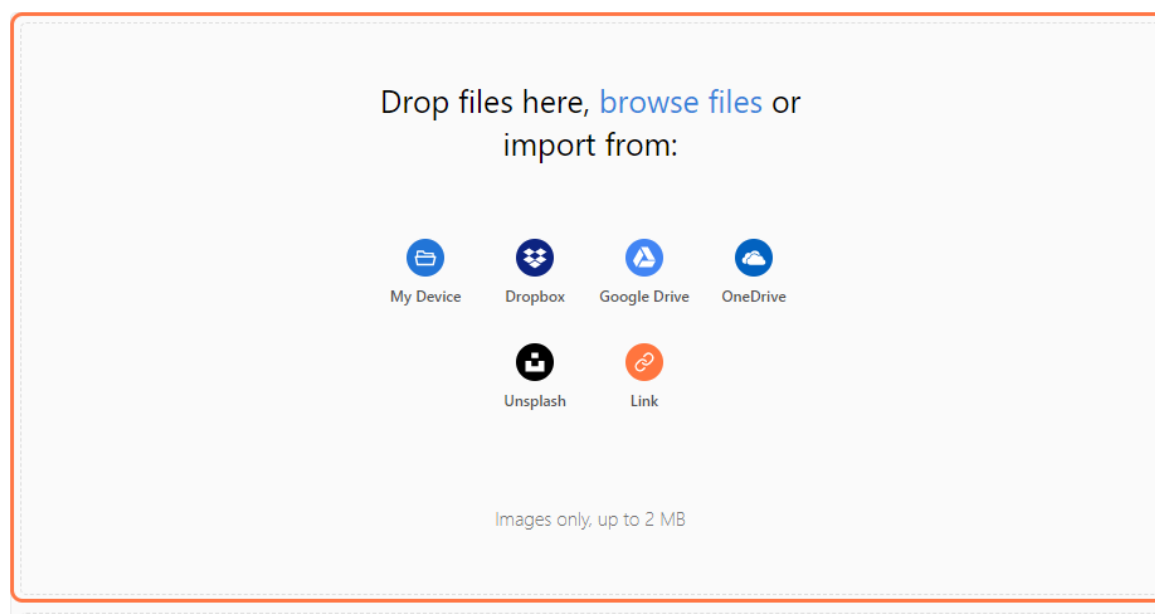 Drop files here, browse files or
import from:
My Device Dropbox Google Drive OneDrive
Unsplash Link
Images only, up to 2 MB